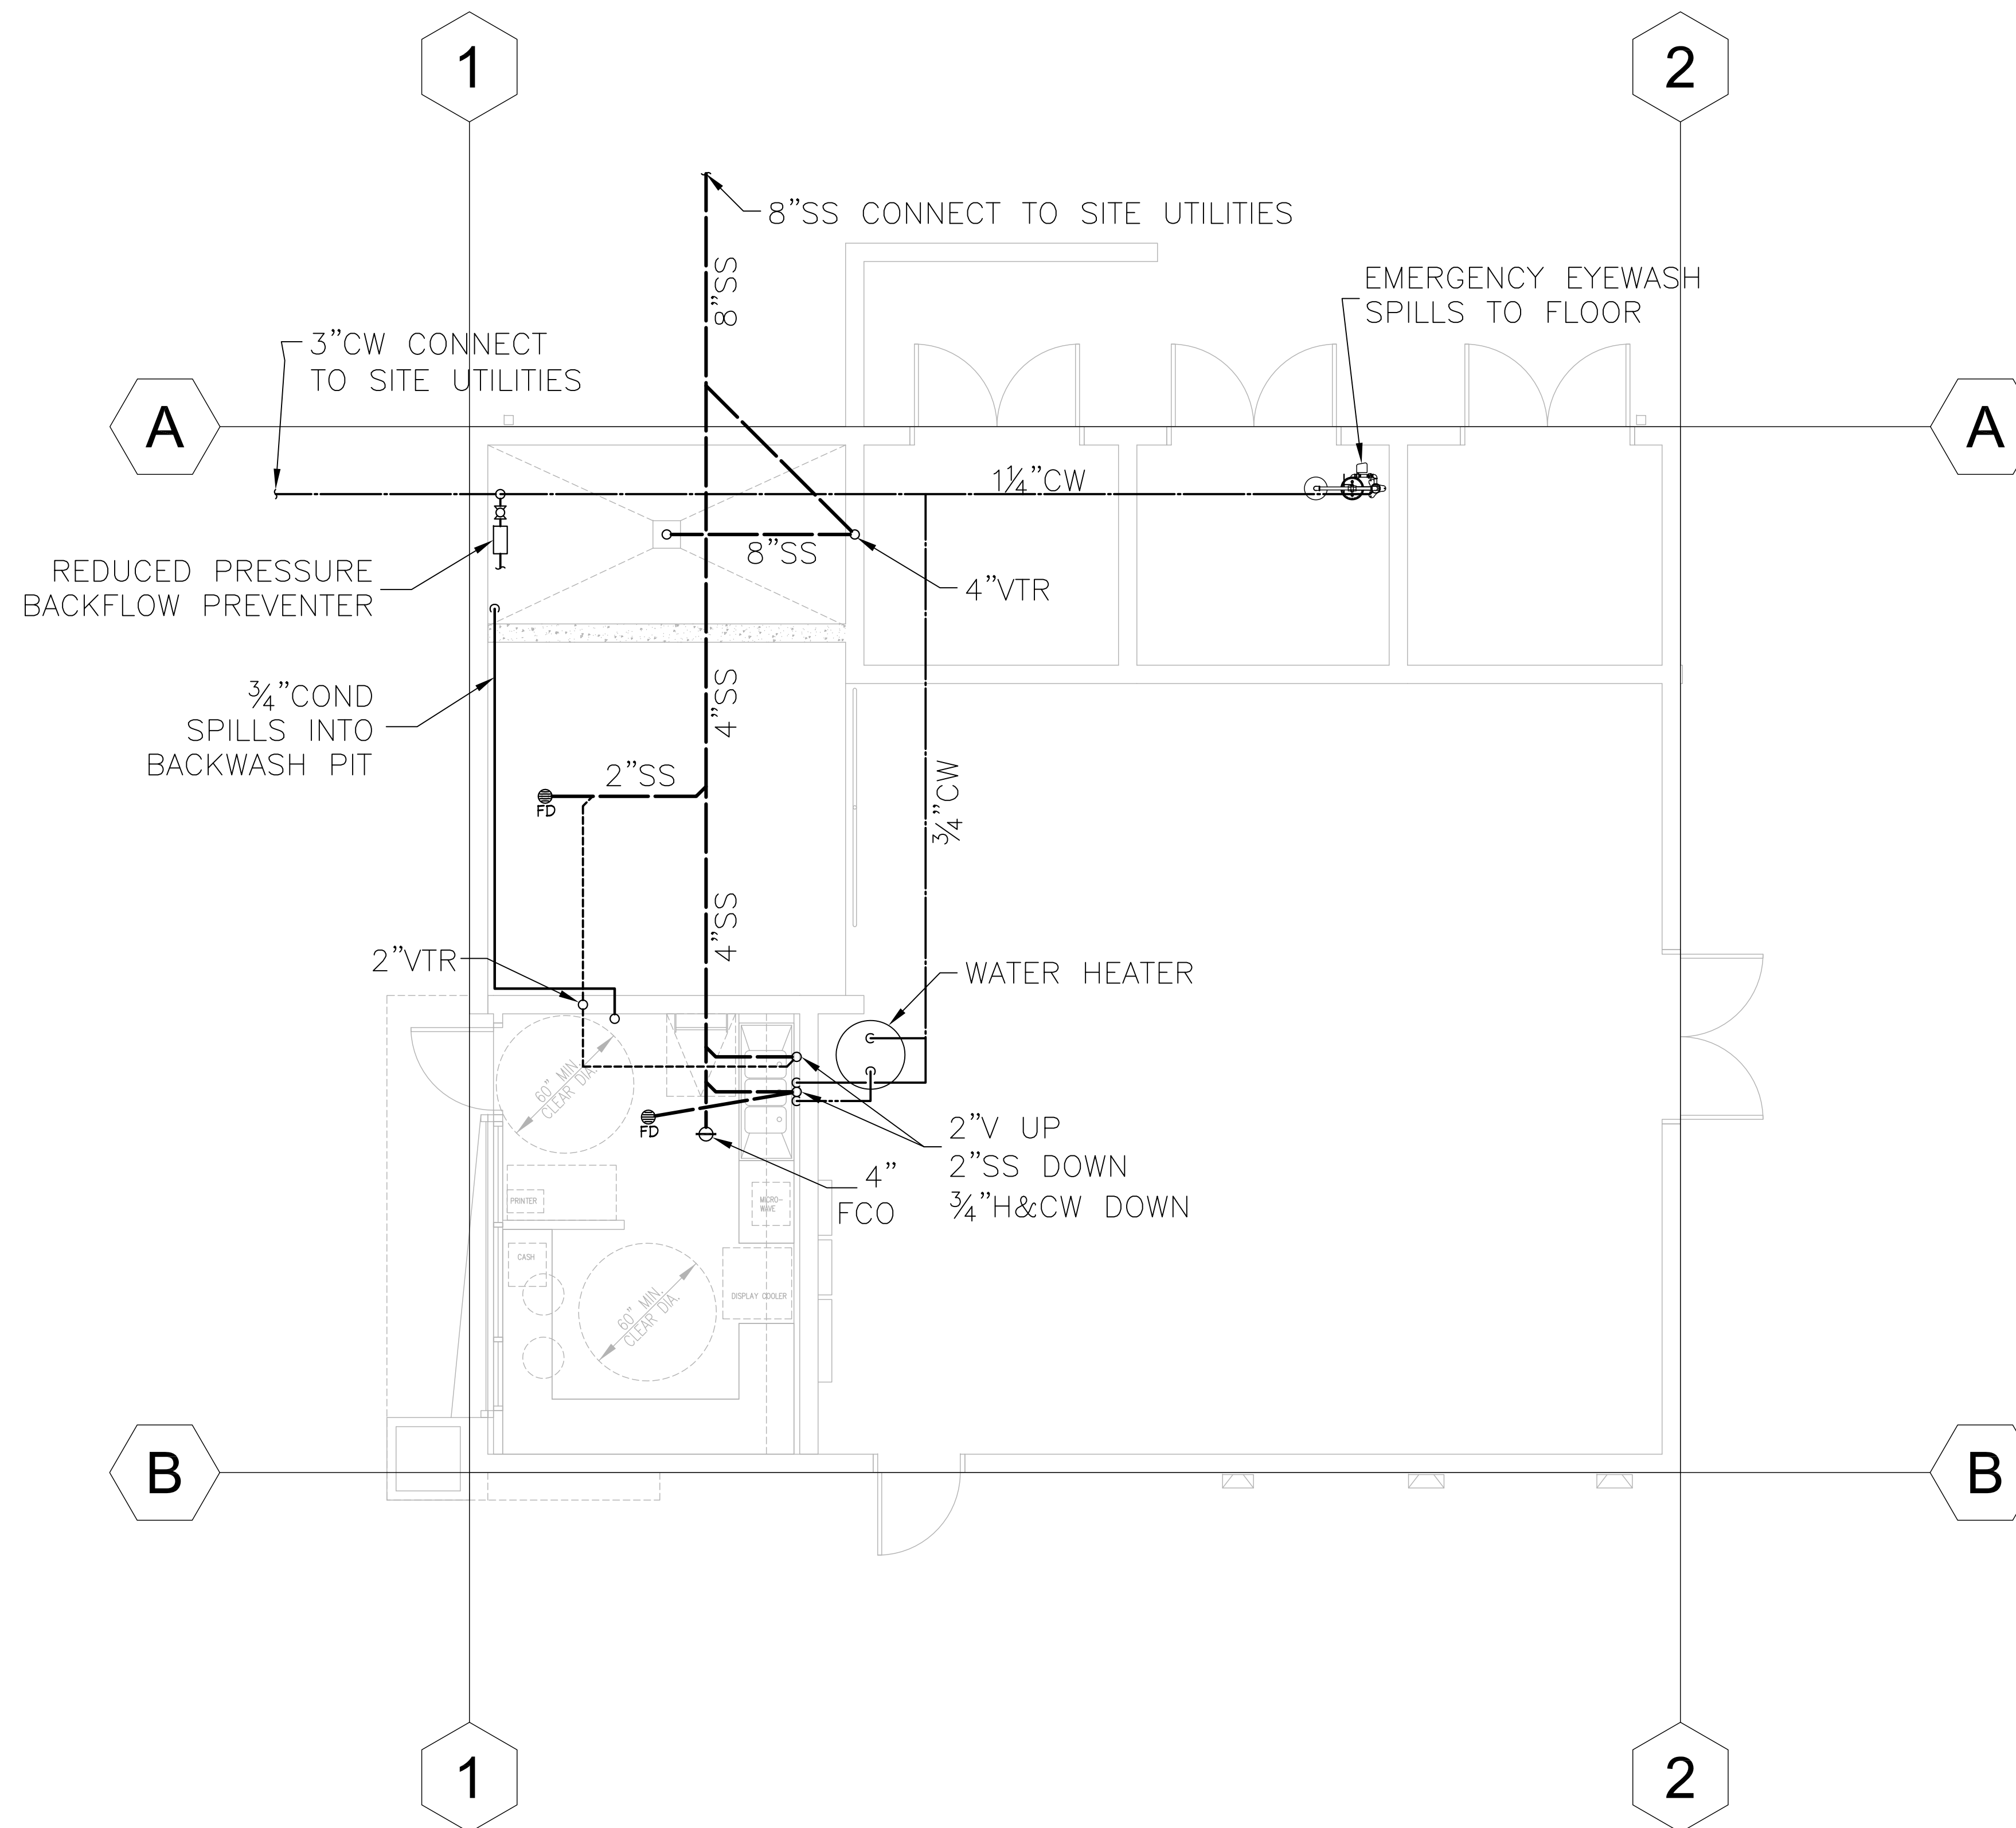 1
2
8"SS CONNECT TO SITE UTILITIES
8"SS
EMERGENCY EYEWASH
SPILLS TO FLOOR
3"CW CONNECT
TO SITE UTILITIES
A
A
1¼"CW
8"SS
REDUCED PRESSURE
BACKFLOW PREVENTER
4"VTR
¾"COND
SPILLS INTO
BACKWASH PIT
4"SS
2"SS
FD
¾"CW
4"SS
2"VTR
WATER HEATER
60" MIN.
CLEAR DIA.
FD
2"V UP
2"SS DOWN
¾"H&CW DOWN
4"
FCO
PRINTER
MICRO-
WAVE
CASH
DISPLAY COOLER
60" MIN.
CLEAR DIA.
B
B
1
2